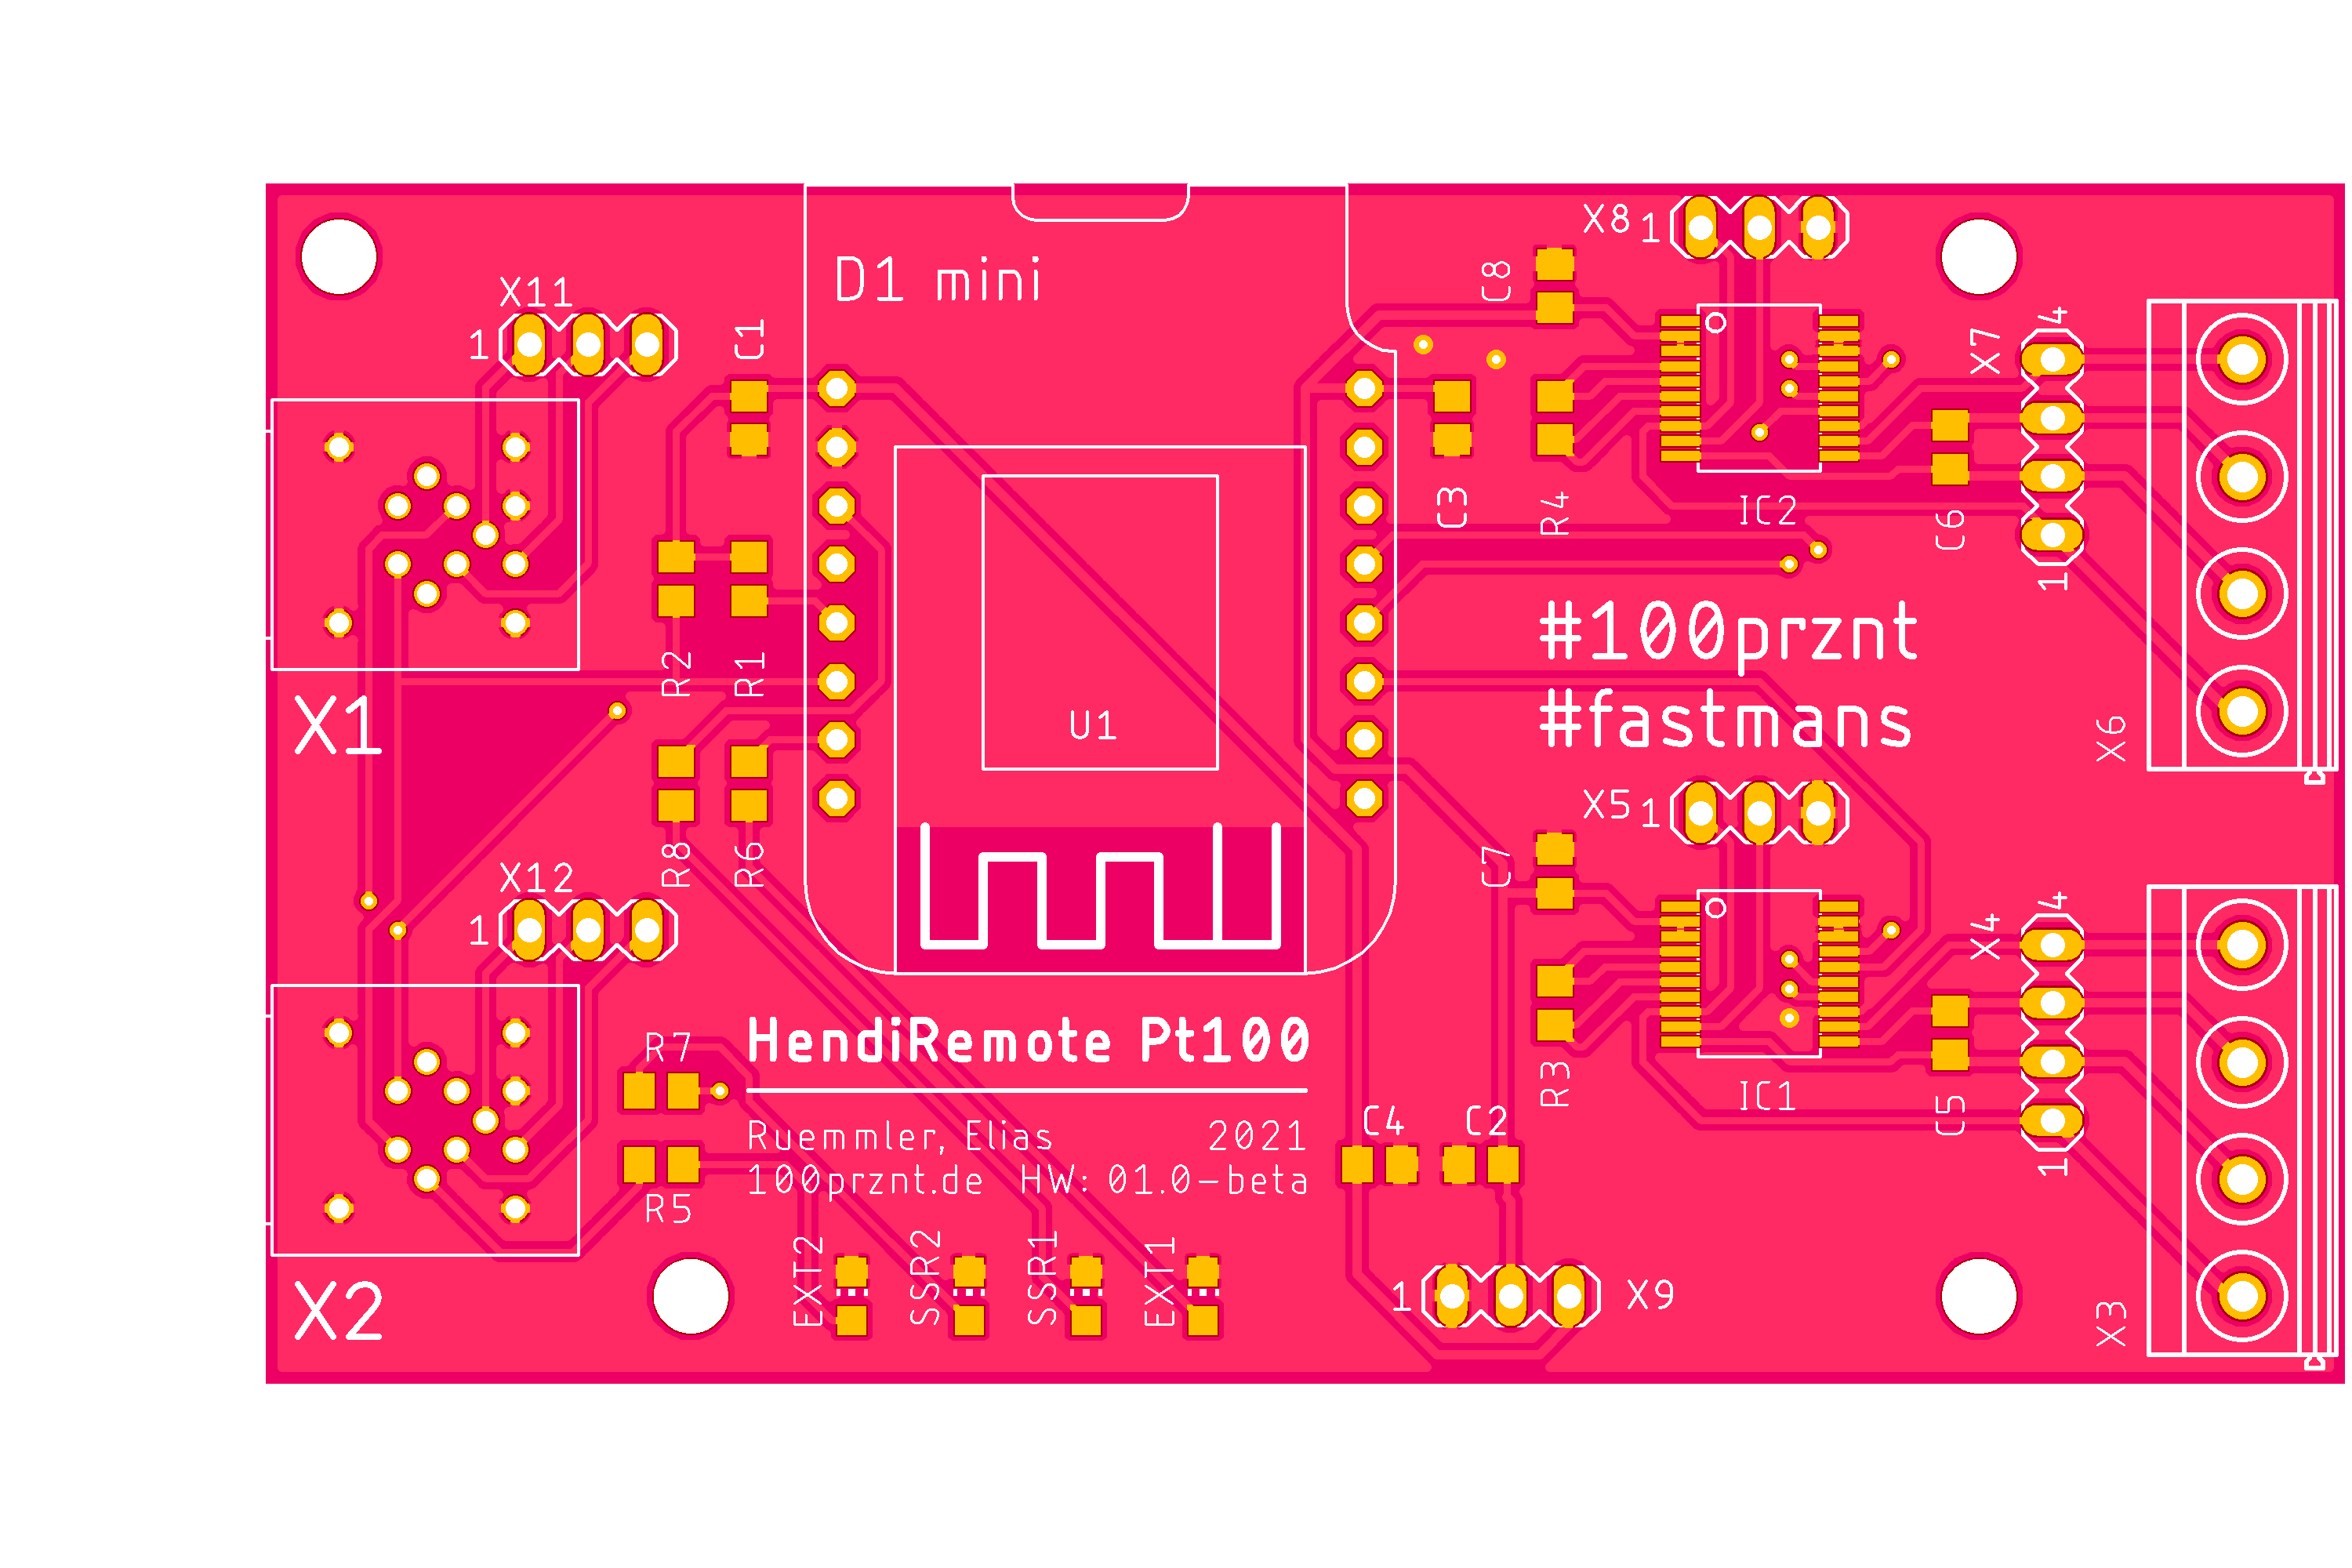 X8 1
D1 mini
C8
X11
1
C1
X7
4
C3
R4
IC2
C6
1
#100prznt
R2
R1
X1
U1
#fastmans
X6
X5 1
C7
R8
R6
X12
1
X4
4
HendiRemote Pt100
R7
R3
IC1
C5
C4
C2
Ruemmler, Elias 2021
100prznt.de HW: 01.0-beta
1
R5
EXT2
SSR2
SSR1
EXT1
X2
1
X9
X3